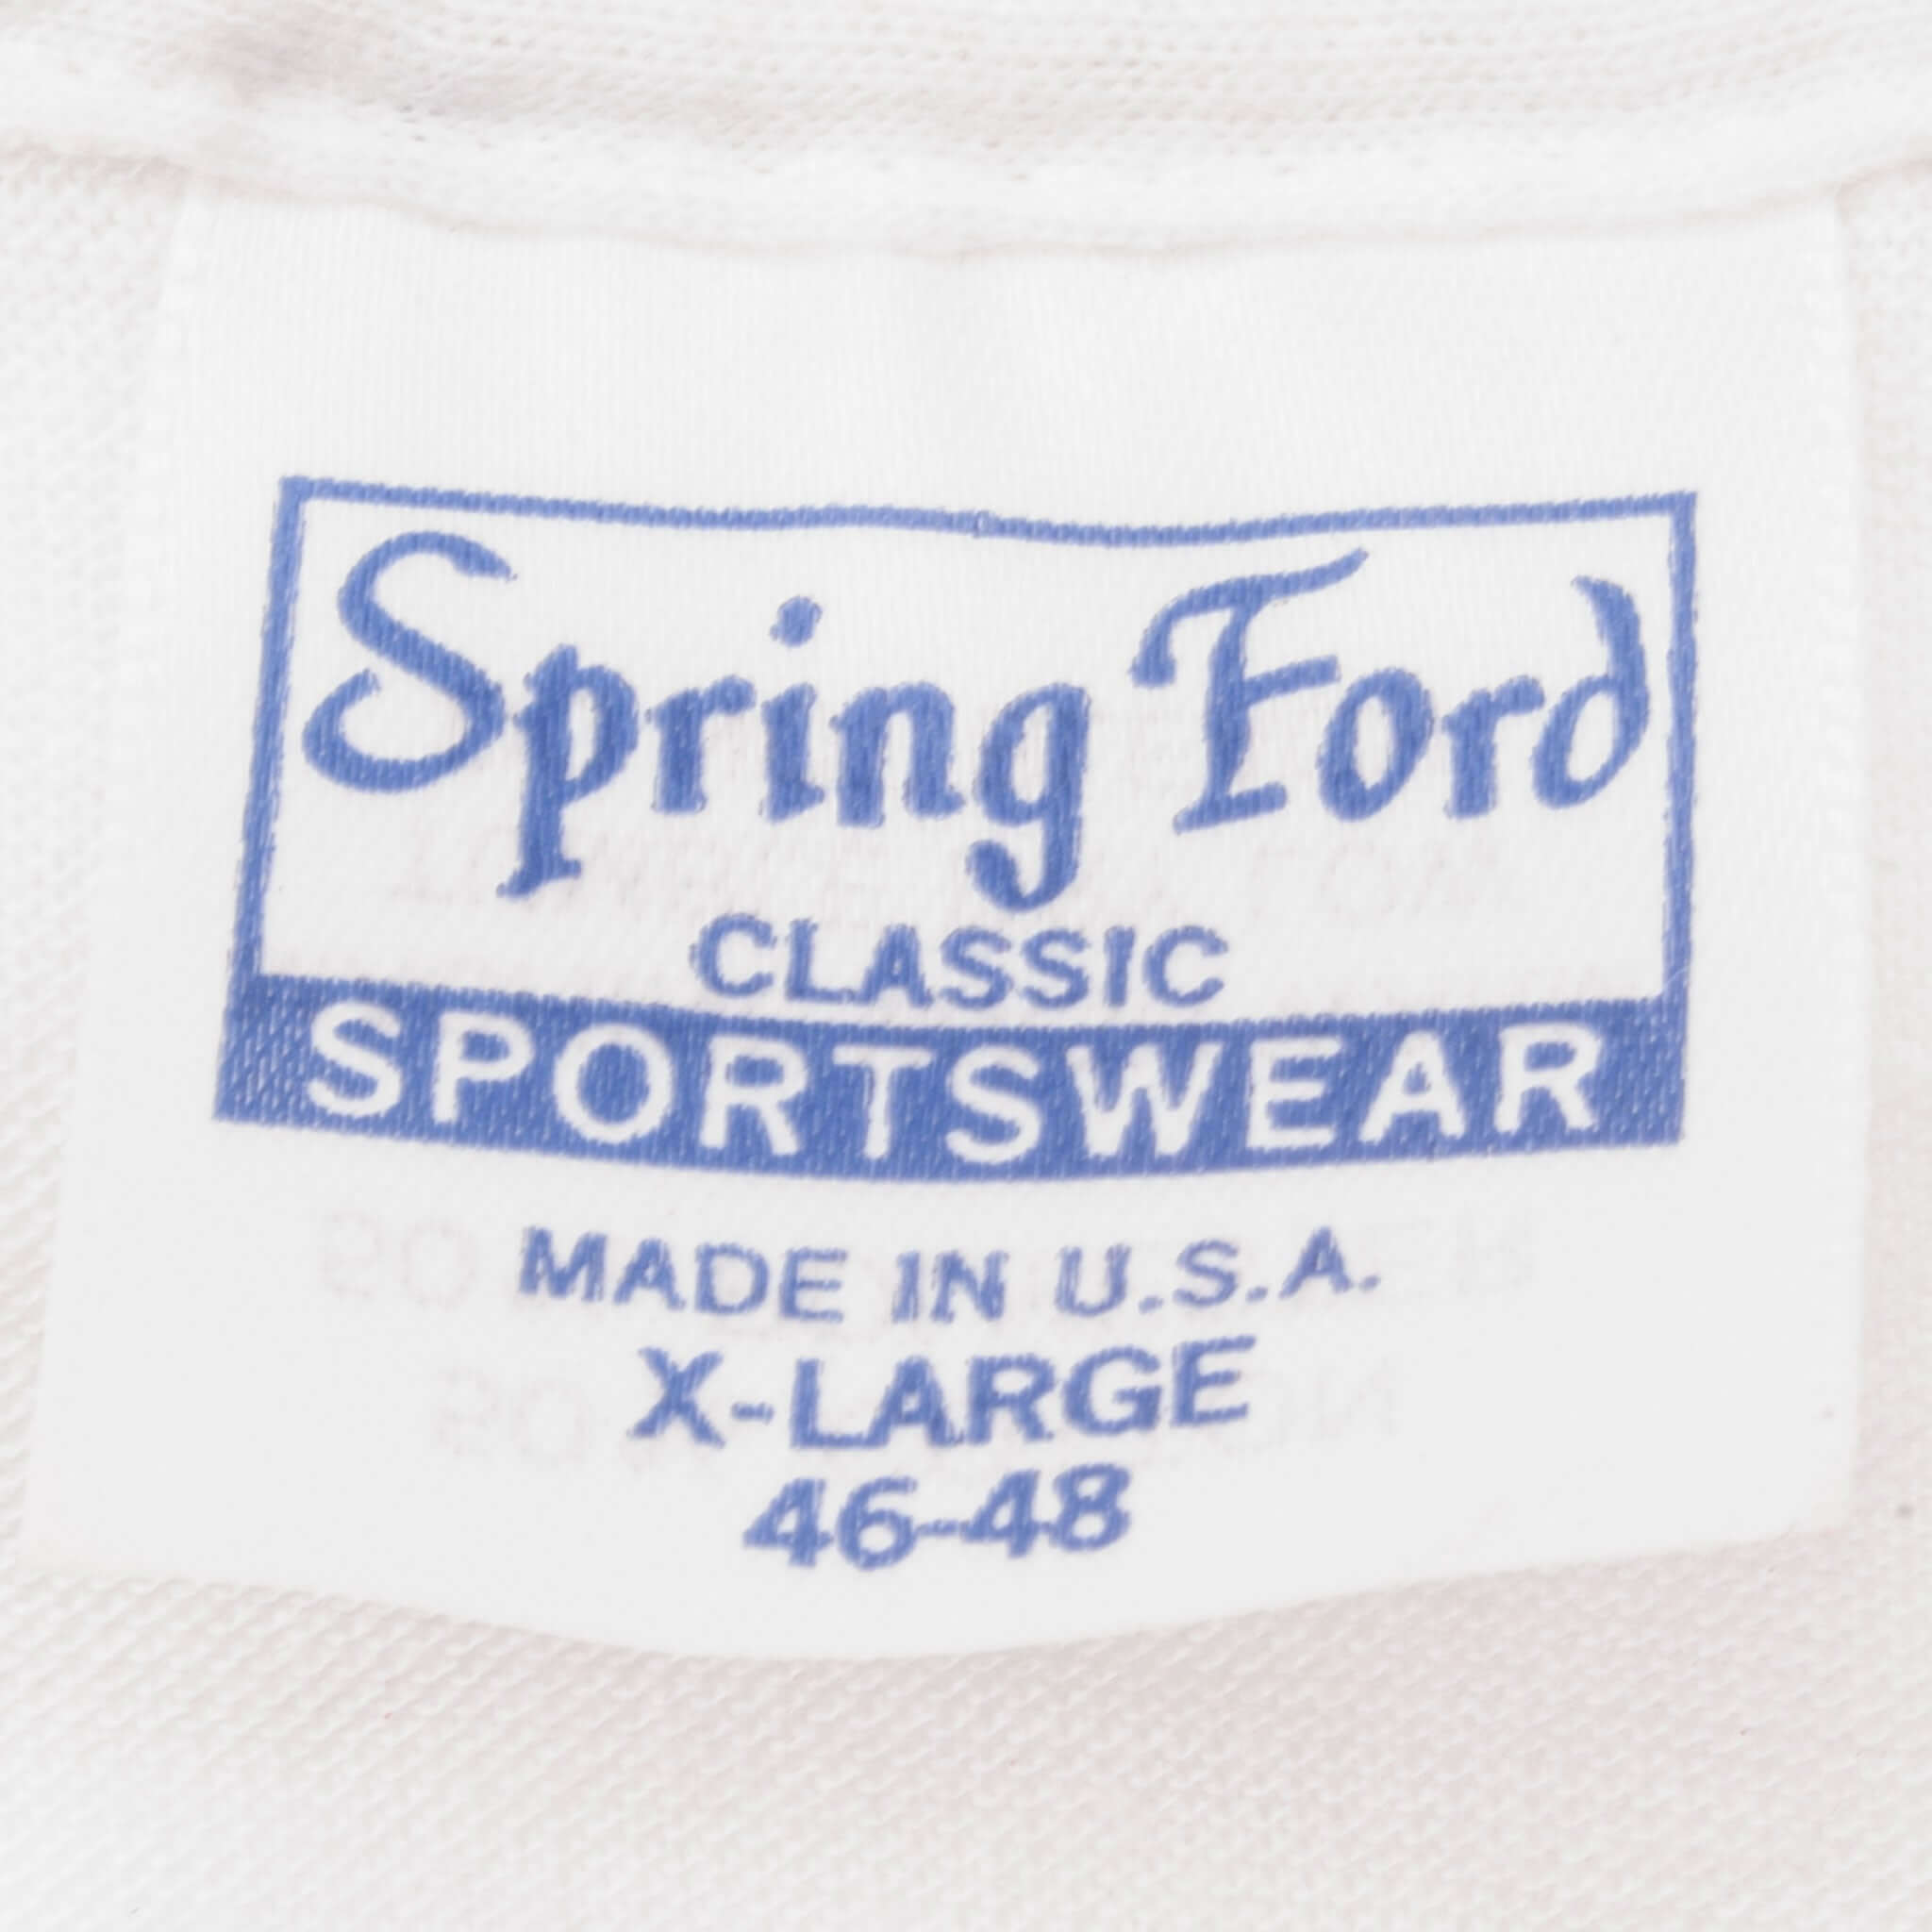 Spring Ford
CLASSIC
SPORTSWEAR
MADE IN U.S.A.
X-LARGE
46-48